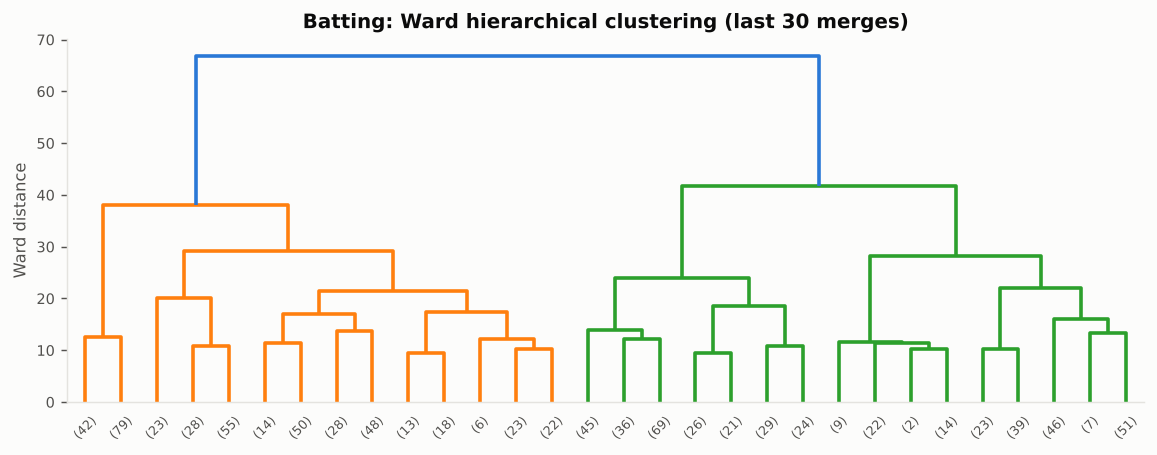 Batting: Ward hierarchical clustering (last 30 merges)
70
60
50
40
30
20
10
0
Ward distance
(42) (79) (23) (28) (55) (14) (50) (28) (48) (13) (18) (6) (23) (22) (45) (36) (69) (26) (21) (29) (24) (9) (22) (2) (14) (23) (39) (46) (7) (51)